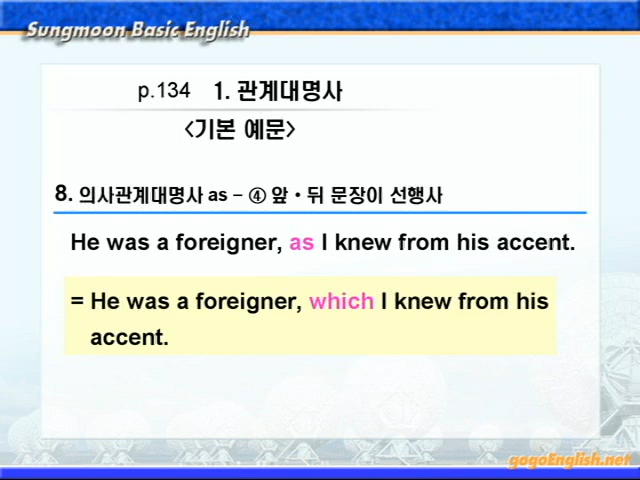 Sungmoon Basic English
p.134 1. 관계대명사
<기본 예문>
8. 의사관계대명사 as – ④ 앞·뒤 문장이 선행사
He was a foreigner, as I knew from his accent.
= He was a foreigner, which I knew from his
accent.
gogoEnglish.net